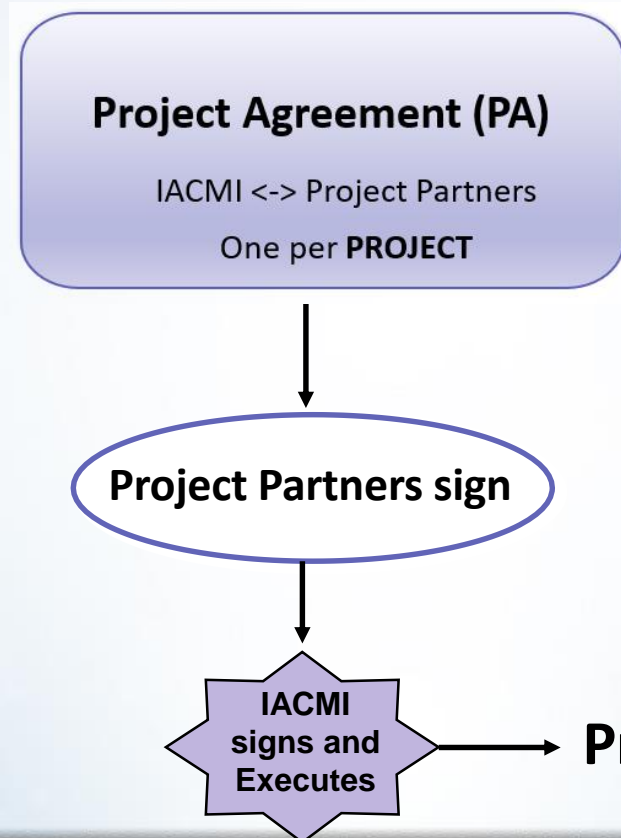 Project Agreement (PA)
IACMI <-> Project Partners
One per PROJECT
Project Partners sign
IACMI
signs and
Executes